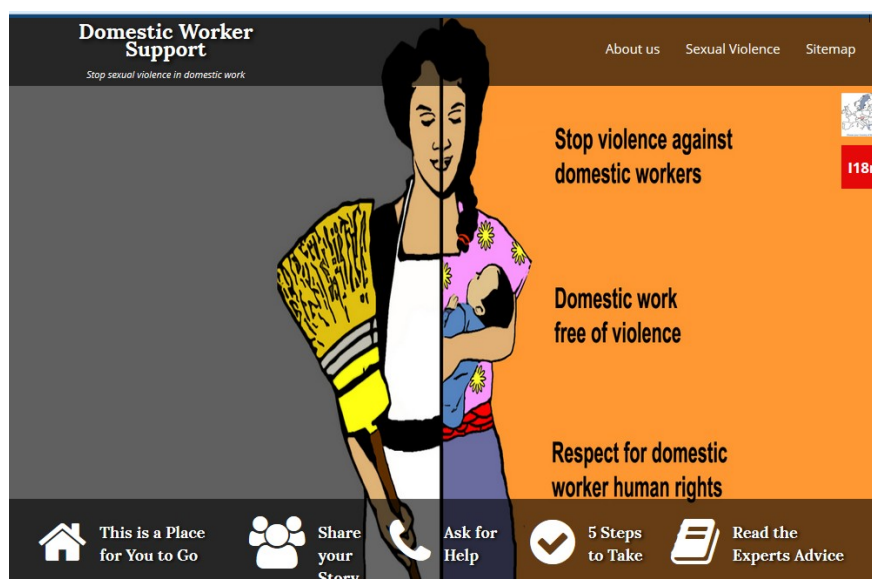 Domestic Worker
Support
Stop sexual violence in domestic work
About us Sexual Violence Sitemap
Stop violence against
domestic workers
I18n
Domestic work
free of violence
Respect for domestic
worker human rights
This is a Place
for You to Go
Share
your
Story
Ask for
Help
5 Steps
to Take
Read the
Experts Advice